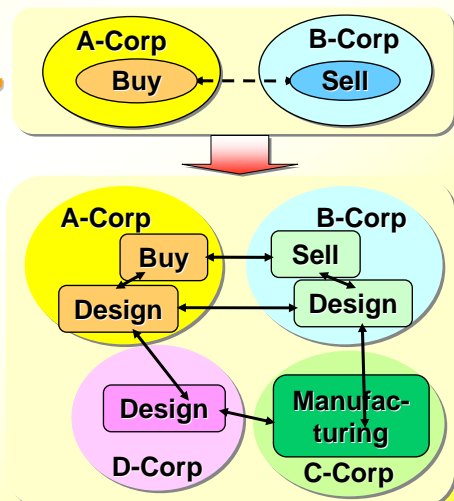 A-Corp
B-Corp
Buy
Sell
A-Corp
B-Corp
Buy
Sell
Design
Design
Design
Manufac-
turing
D-Corp
C-Corp